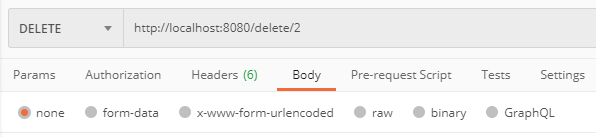 DELETE http://localhost:8080/delete/2
Params Authorization Headers (6) Body Pre-request Script Tests Settings
none form-data x-www-form-urlencoded raw binary GraphQL